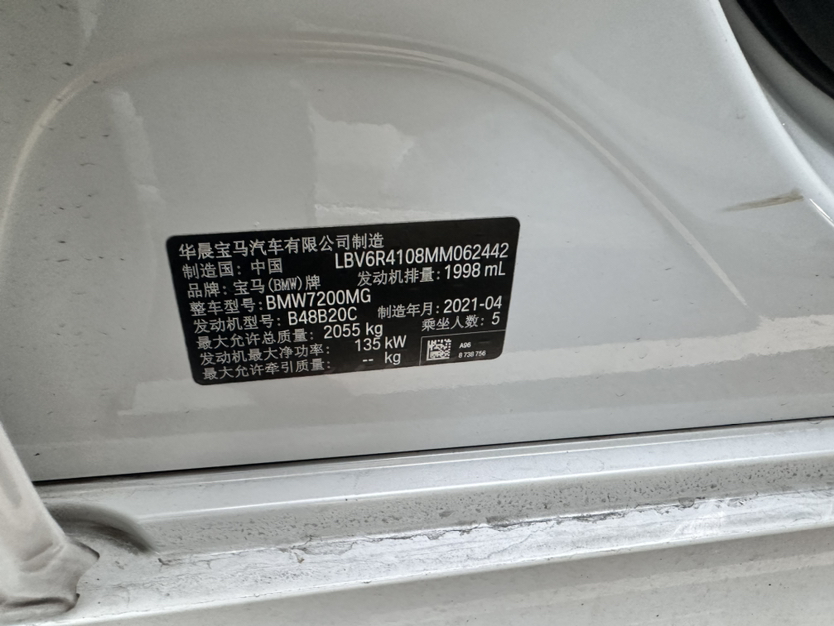 华晨宝马汽车有限公司制造
制造国：中国 LBV6R4108MM062442
品牌：宝马(BMW)牌 发动机排量：1998 mL
整车型号：BMW7200MG
发动机型号：B48B20C 制造年月：2021-04
最大允许总质量：2055 kg 乘坐人数：5
发动机最大净功率：135 kW
最大允许牵引质量：-- kg
A96
8 738 756